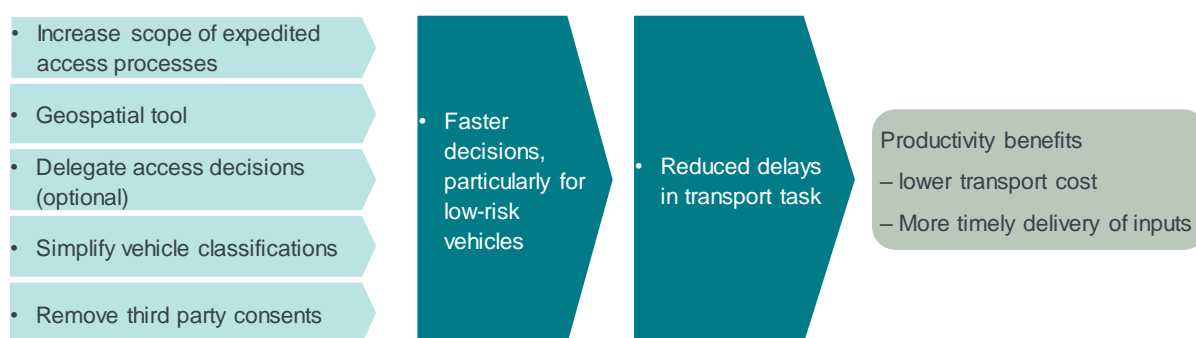 • Increase scope of expedited
access processes
• Geospatial tool
• Delegate access decisions
(optional)
• Simplify vehicle classifications
• Remove third party consents
• Faster
decisions,
particularly for
low-risk
vehicles
• Reduced delays
in transport task
Productivity benefits
– lower transport cost
– More timely delivery of inputs